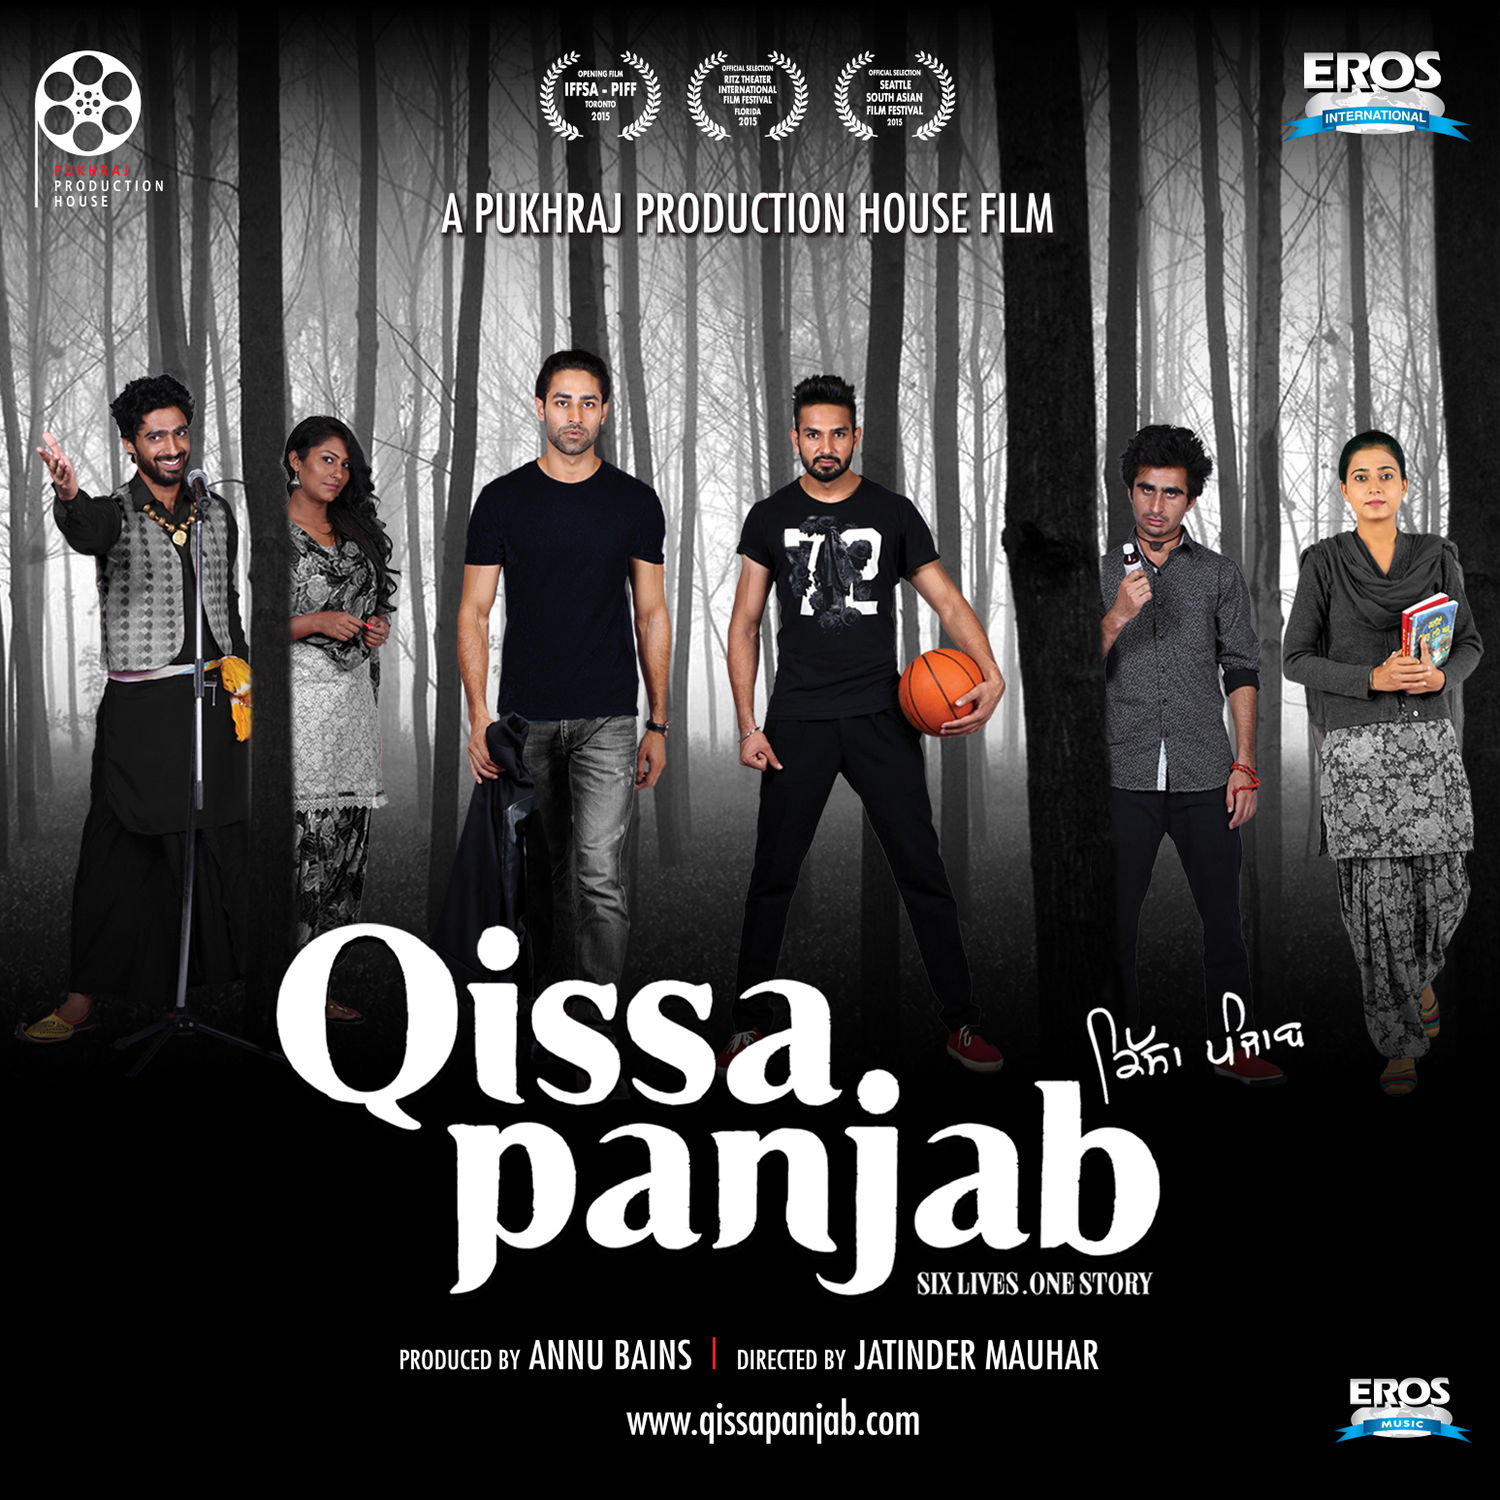 PUKHRAJ
PRODUCTION
HOUSE
OPENING FILM
IFFSA - PIFF
TORONTO
2015
OFFICIAL SELECTION
RITZ THEATER
INTERNATIONAL
FILM FESTIVAL
FLORIDA
2015
OFFICIAL SELECTION
SEATTLE
SOUTH ASIAN
FILM FESTIVAL
2015
EROS
INTERNATIONAL
A PUKHRAJ PRODUCTION HOUSE FILM
72
Qissa
ਕਿੱਸਾ ਪੰਜਾਬ
panjab
SIX LIVES . ONE STORY
PRODUCED BY ANNU BAINS | DIRECTED BY JATINDER MAUHAR
www.qissapanjab.com
EROS
MUSIC